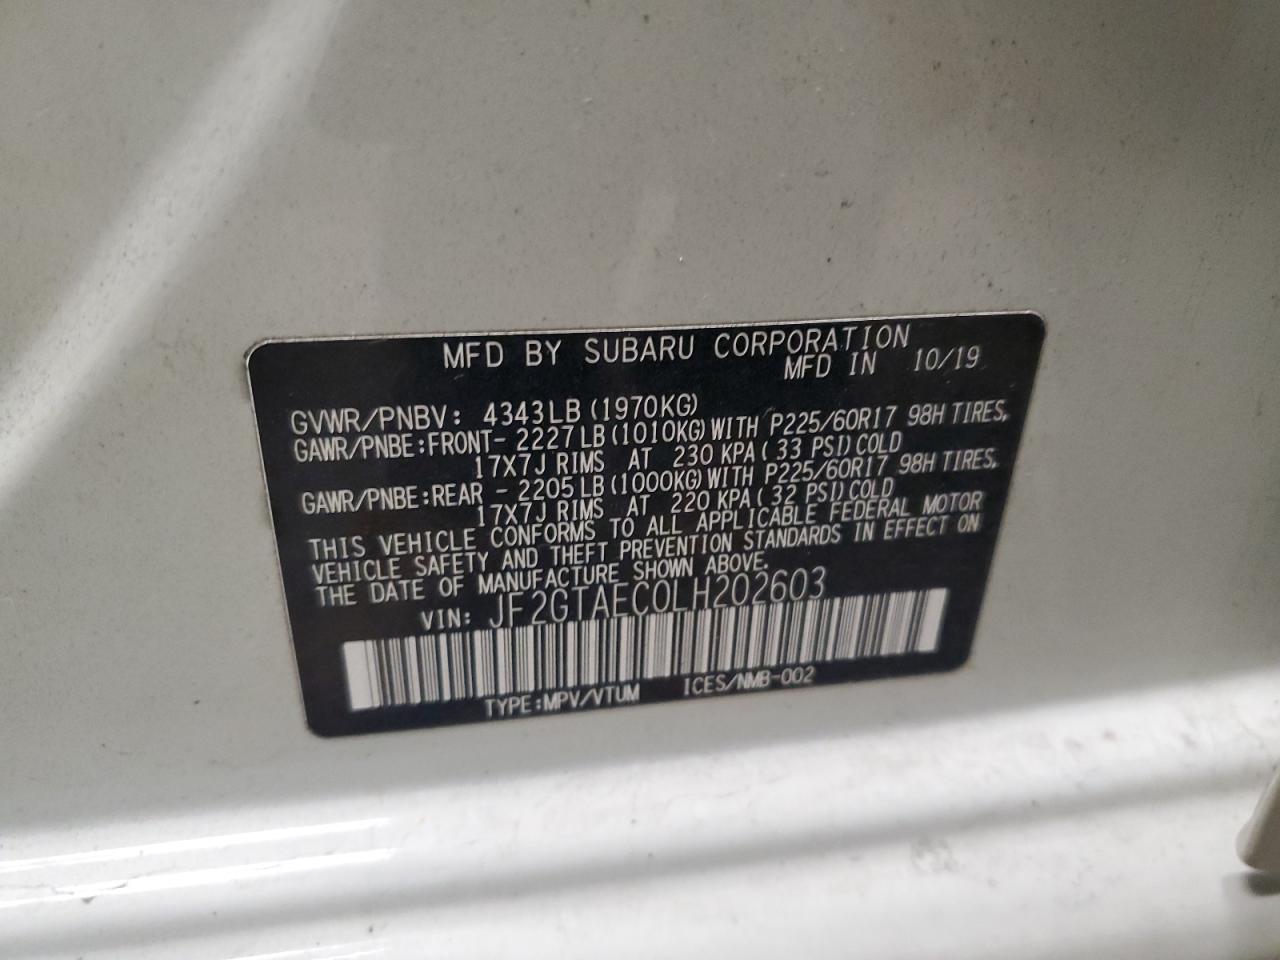 MFD BY SUBARU CORPORATION
MFD IN 10/19
GVWR/PNBV: 4343LB (1970KG)
GAWR/PNBE:FRONT- 2227LB (1010KG) WITH P225/60R17 98H TIRES,
17X7J RIMS AT 230 KPA ( 33 PSI) COLD
GAWR/PNBE:REAR - 2205LB (1000KG) WITH P225/60R17 98H TIRES,
17X7J RIMS AT 220 KPA ( 32 PSI) COLD
THIS VEHICLE CONFORMS TO ALL APPLICABLE FEDERAL MOTOR
VEHICLE SAFETY AND THEFT PREVENTION STANDARDS IN EFFECT ON
THE DATE OF MANUFACTURE SHOWN ABOVE.
VIN: JF2GTAEC0LH202603
TYPE:MPV/VTUM ICES/NMB-002